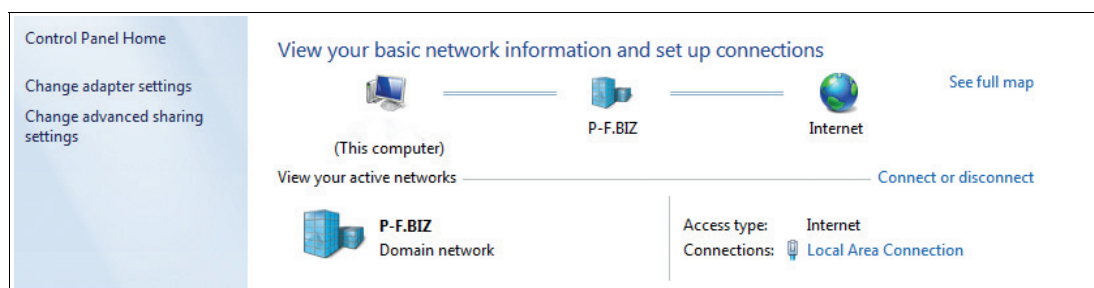 Control Panel Home
Change adapter settings
Change advanced sharing
settings
View your basic network information and set up connections
See full map
P-F.BIZ
Internet
(This computer)
View your active networks
Connect or disconnect
P-F.BIZ
Domain network
Access type: Internet
Connections: Local Area Connection